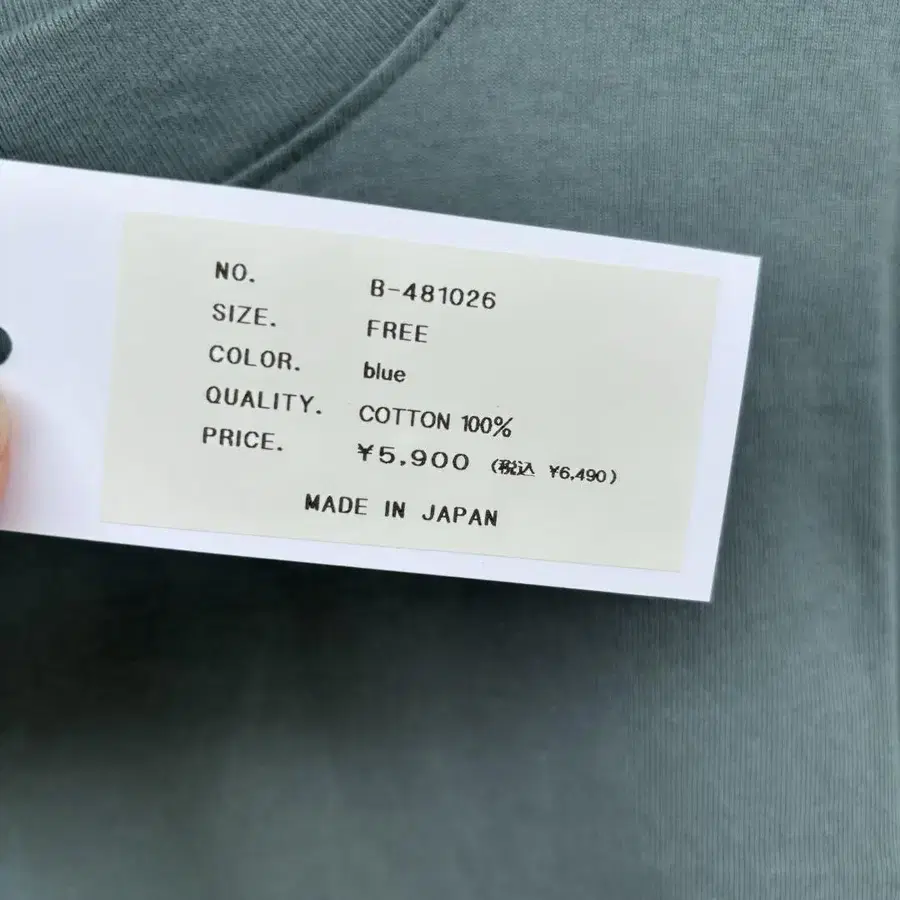 NO. B-481026
SIZE. FREE
COLOR. blue
QUALITY. COTTON 100%
PRICE. ¥5,900 (税込 ¥6,490)
MADE IN JAPAN